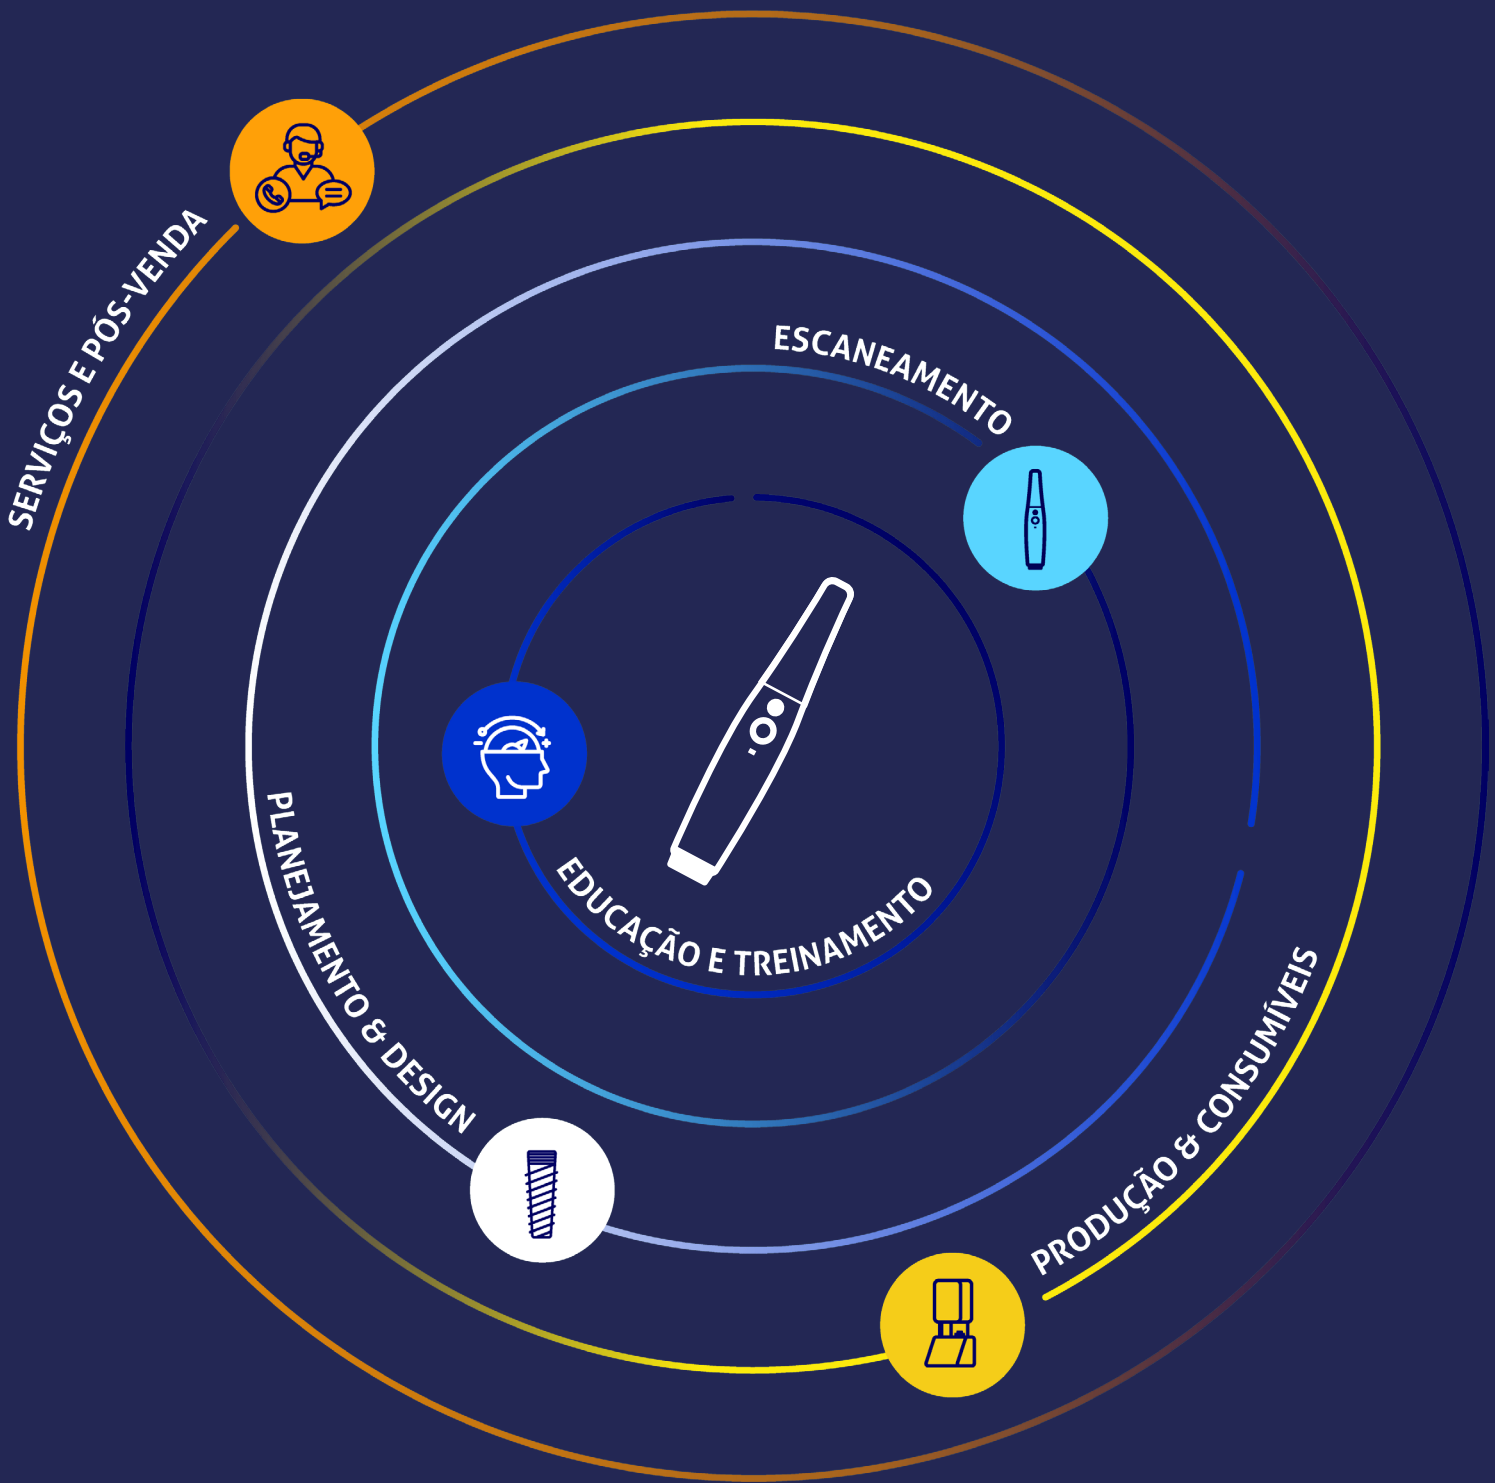 SERVIÇOS E PÓS-VENDA
ESCANEAMENTO
PLANEJAMENTO & DESIGN
EDUCAÇÃO E TREINAMENTO
PRODUÇÃO & CONSUMÍVEIS